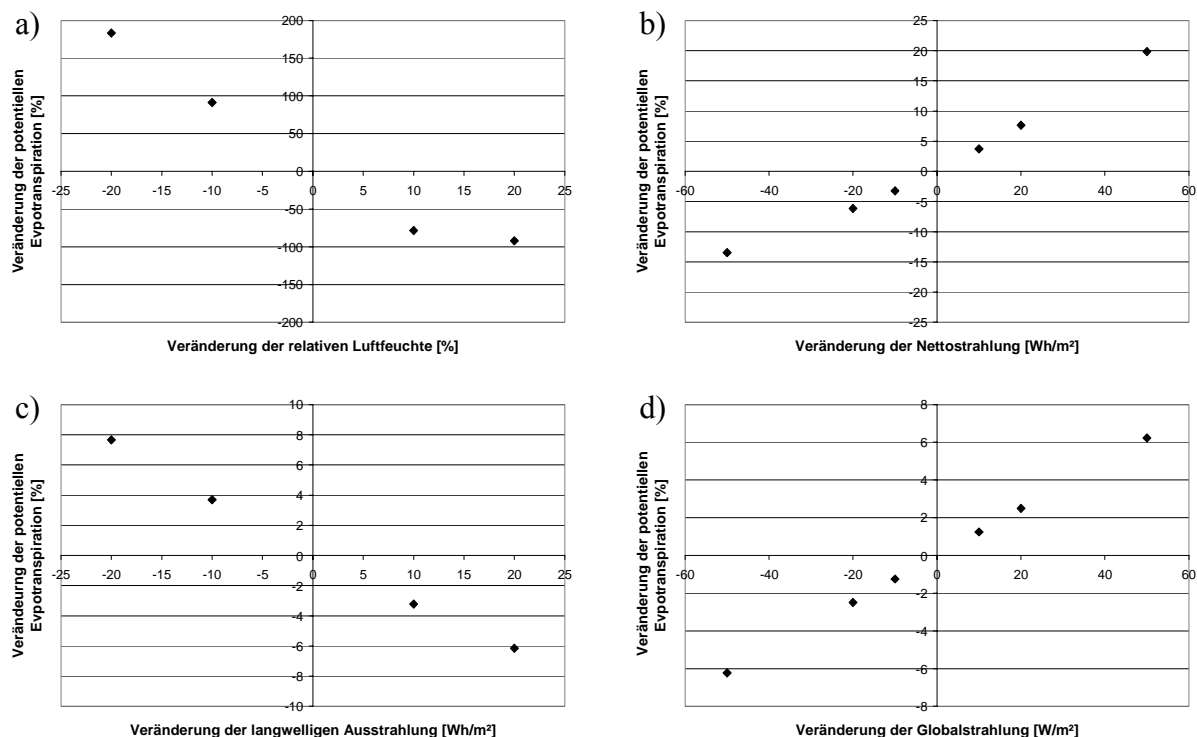 a)
Veränderung der potentiellen
Evpotranspiration [%]
200
150
100
50
0
-50
-100
-150
-200
-25 -20 -15 -10 -5 0 5 10 15 20 25
Veränderung der relativen Luftfeuchte [%]
b)
Veränderung der potentiellen
Evpotranspiration [%]
25
20
15
10
5
0
-5
-10
-15
-20
-25
-60 -40 -20 0 20 40 60
Veränderung der Nettostrahlung [Wh/m²]
c)
Verändeurng der potentiellen
Evpotranspiration [%]
10
8
6
4
2
0
-2
-4
-6
-8
-10
-25 -20 -15 -10 -5 0 5 10 15 20 25
Veränderung der langwelligen Ausstrahlung [Wh/m²]
d)
Veränderung der potentiellen
Evpotranspiration [%]
8
6
4
2
0
-2
-4
-6
-8
-60 -40 -20 0 20 40 60
Veränderung der Globalstrahlung [W/m²]